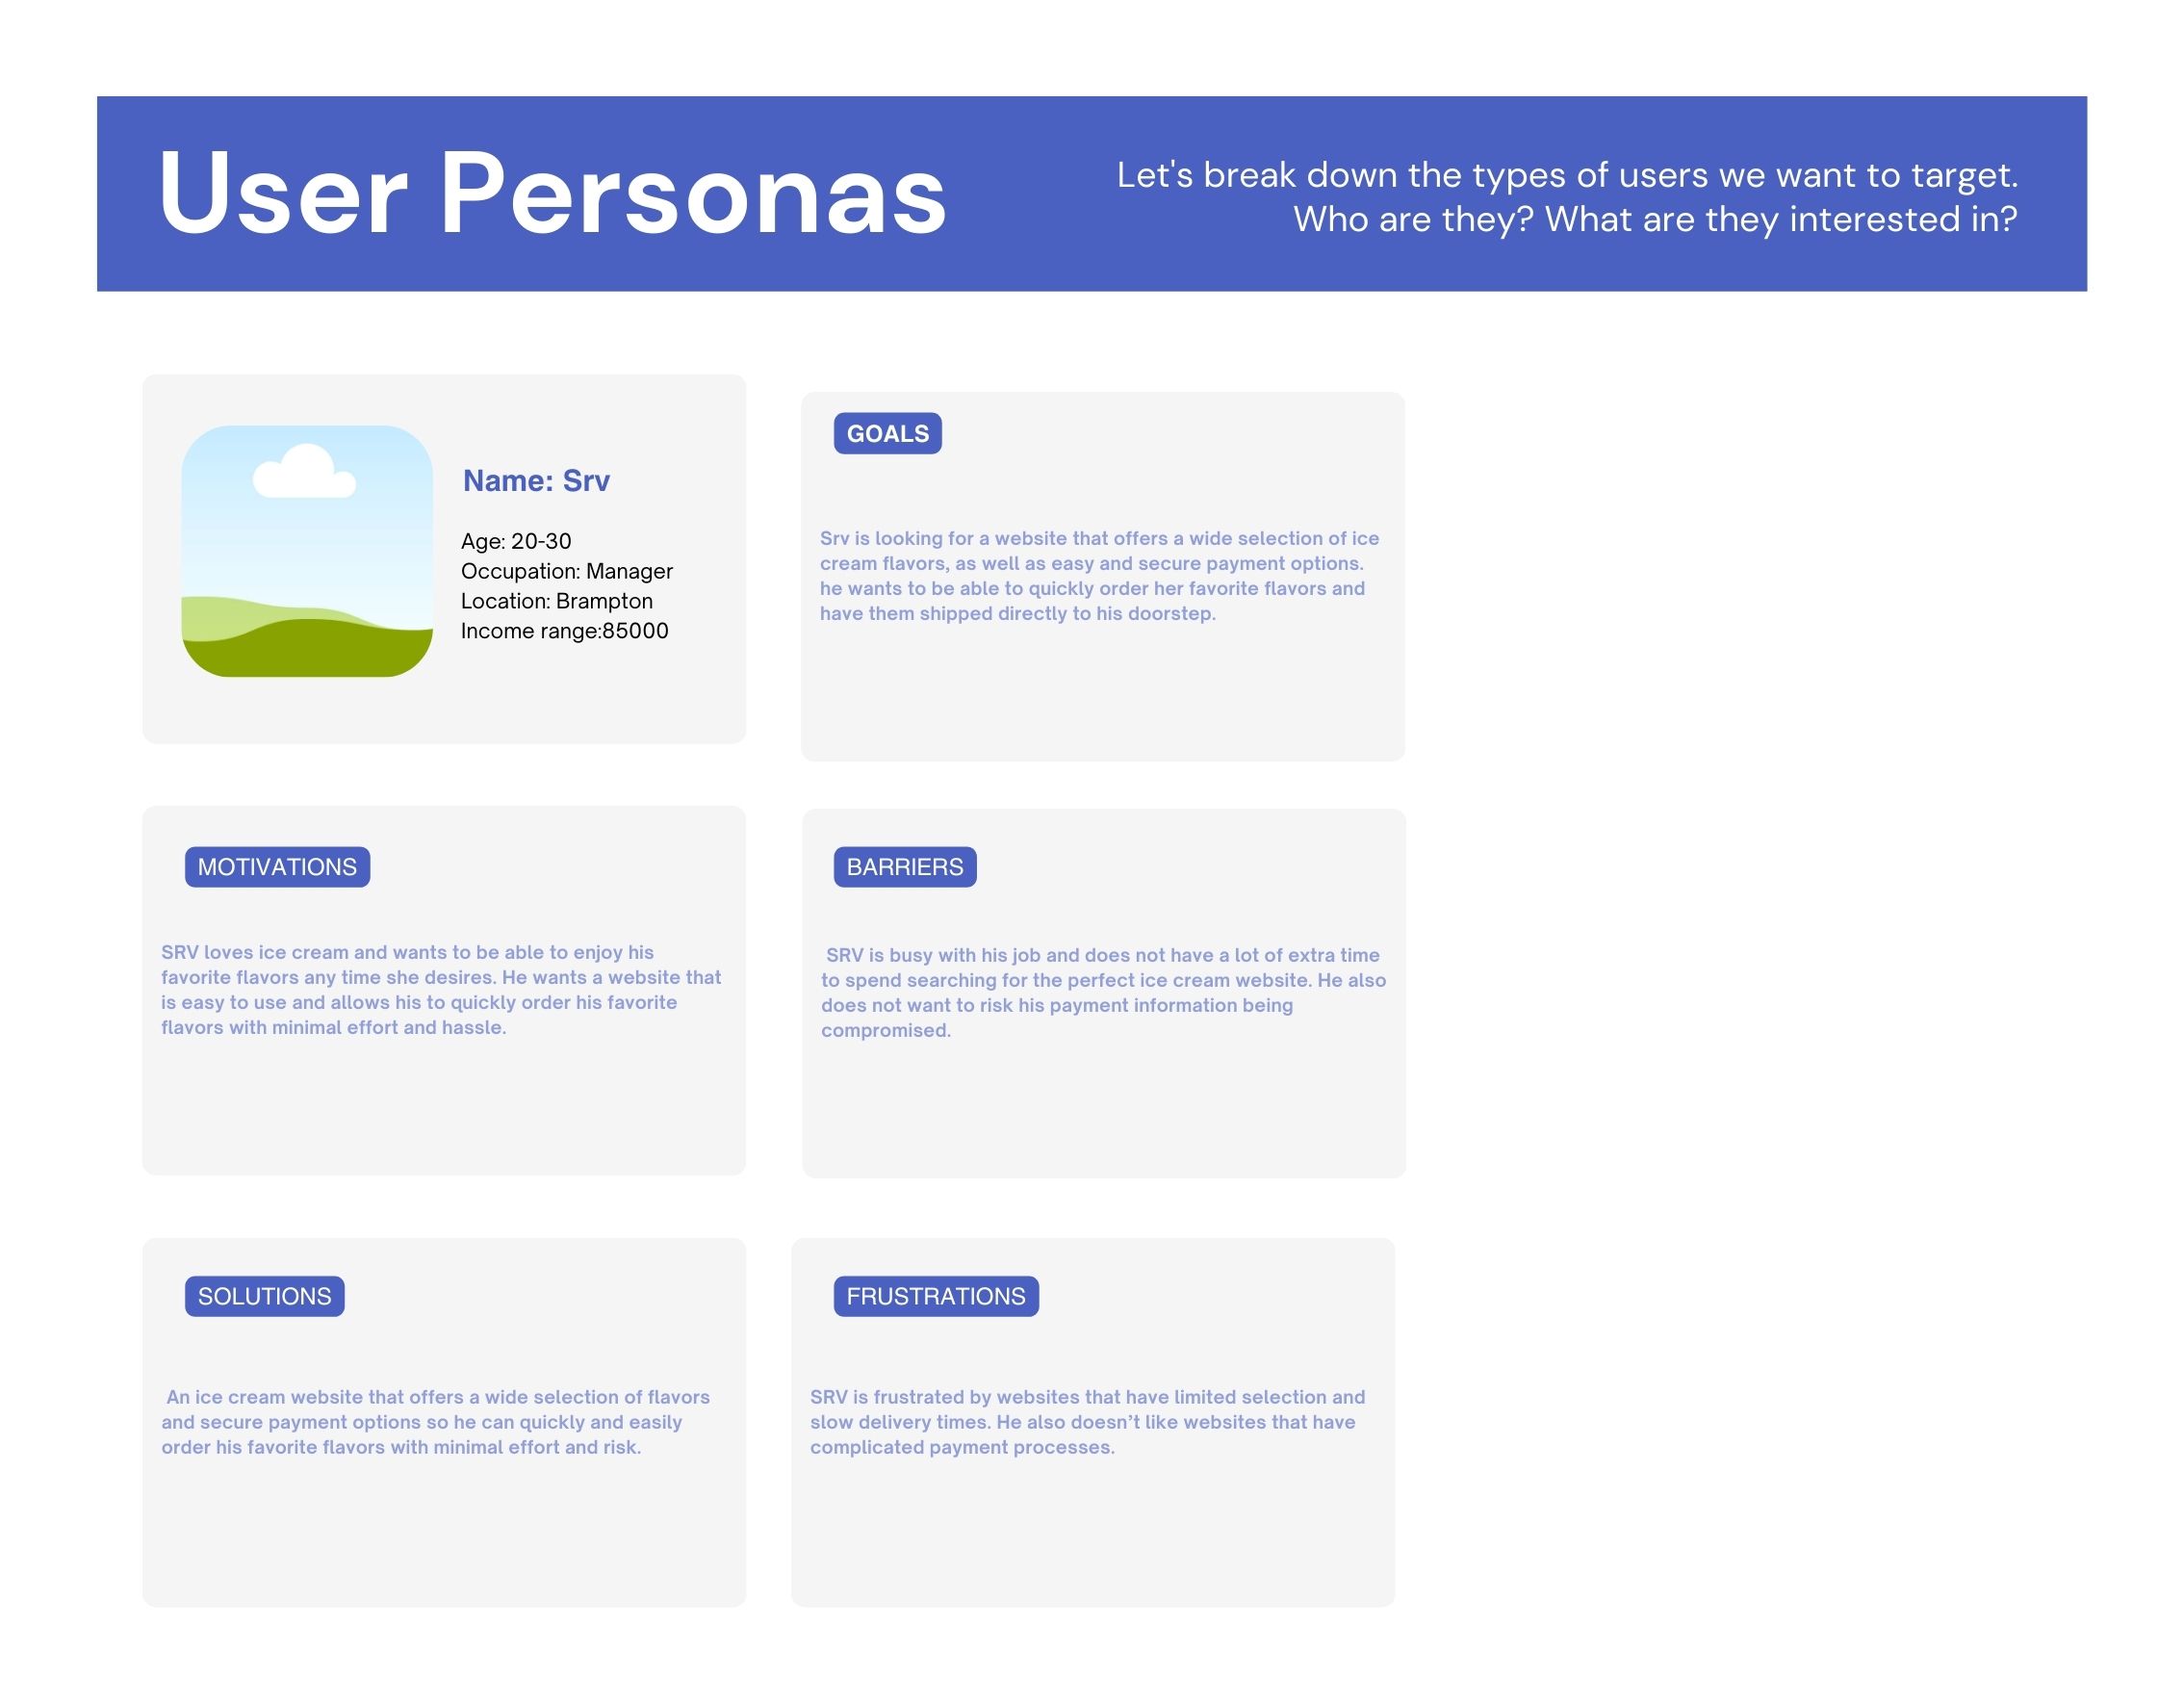 User Personas
Let's break down the types of users we want to target.
Who are they? What are they interested in?
Name: Srv
Age: 20-30
Occupation: Manager
Location: Brampton
Income range:85000
GOALS
Srv is looking for a website that offers a wide selection of ice
cream flavors, as well as easy and secure payment options.
he wants to be able to quickly order her favorite flavors and
have them shipped directly to his doorstep.
MOTIVATIONS
SRV loves ice cream and wants to be able to enjoy his
favorite flavors any time she desires. He wants a website that
is easy to use and allows his to quickly order his favorite
flavors with minimal effort and hassle.
BARRIERS
SRV is busy with his job and does not have a lot of extra time
to spend searching for the perfect ice cream website. He also
does not want to risk his payment information being
compromised.
SOLUTIONS
An ice cream website that offers a wide selection of flavors
and secure payment options so he can quickly and easily
order his favorite flavors with minimal effort and risk.
FRUSTRATIONS
SRV is frustrated by websites that have limited selection and
slow delivery times. He also doesn’t like websites that have
complicated payment processes.